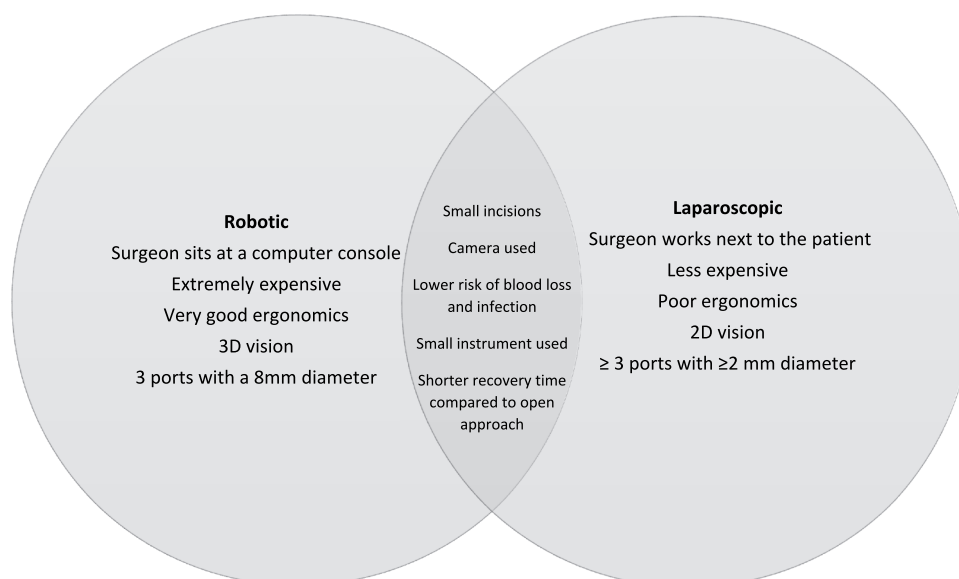 Robotic
Surgeon sits at a computer console
Extremely expensive
Very good ergonomics
3D vision
3 ports with a 8mm diameter
Small incisions
Camera used
Lower risk of blood loss
and infection
Small instrument used
Shorter recovery time
compared to open
approach
Laparoscopic
Surgeon works next to the patient
Less expensive
Poor ergonomics
2D vision
≥ 3 ports with ≥2 mm diameter